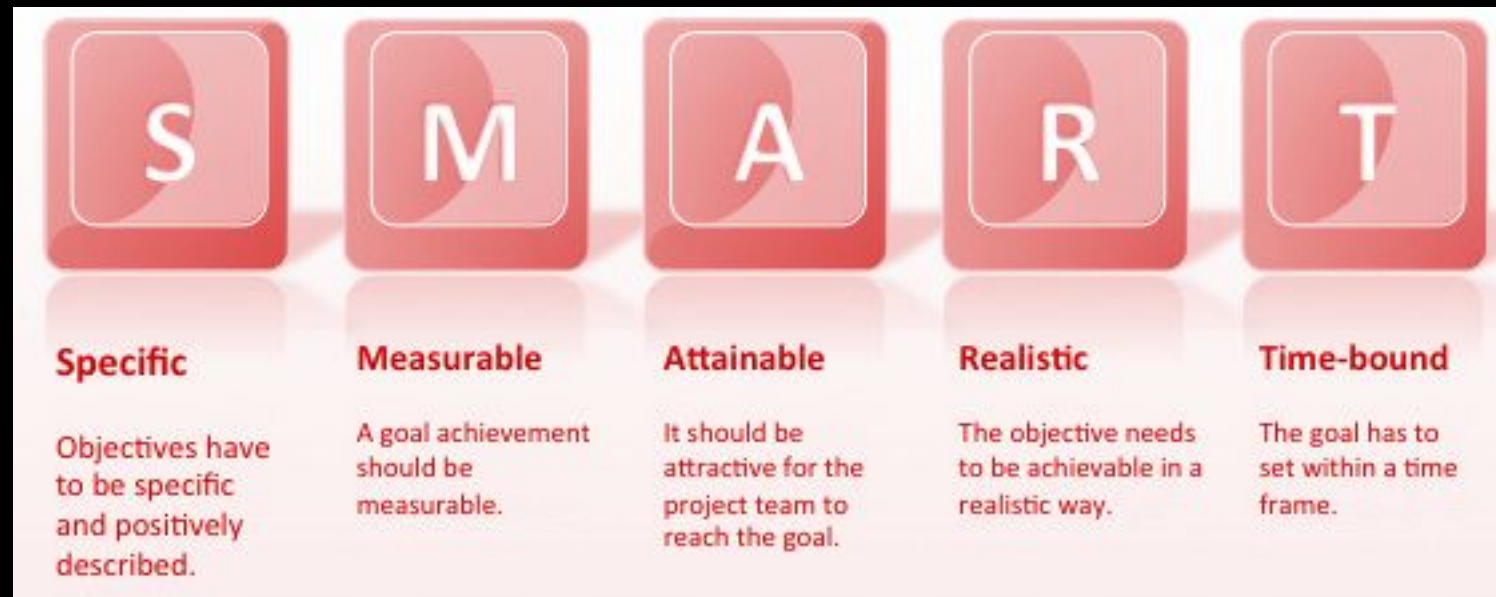 S
M
A
R
T
Specific
Objectives have
to be specific
and positively
described.
Measurable
A goal achievement
should be
measurable.
Attainable
It should be
attractive for the
project team to
reach the goal.
Realistic
The objective needs
to be achievable in a
realistic way.
Time-bound
The goal has to
set within a time
frame.